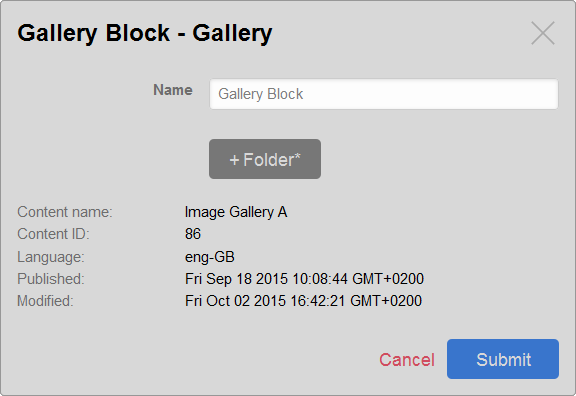 Gallery Block - Gallery
Name Gallery Block
+ Folder*
Content name: Image Gallery A
Content ID: 86
Language: eng-GB
Published: Fri Sep 18 2015 10:08:44 GMT+0200
Modified: Fri Oct 02 2015 16:42:21 GMT+0200
Cancel Submit